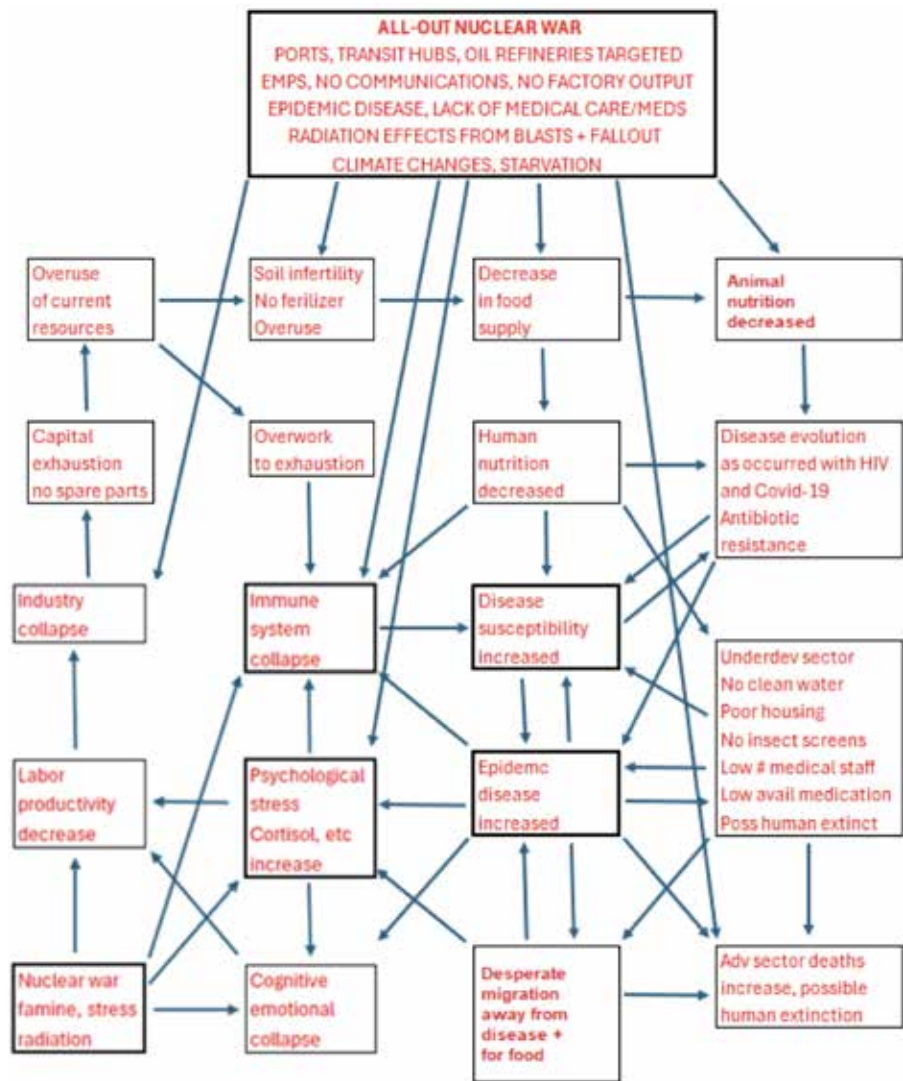 ALL-OUT NUCLEAR WAR
PORTS, TRANSIT HUBS, OIL REFINERIES TARGETED
EMPS, NO COMMUNICATIONS, NO FACTORY OUTPUT
EPIDEMIC DISEASE, LACK OF MEDICAL CARE/MEDS
RADIATION EFFECTS FROM BLASTS + FALLOUT
CLIMATE CHANGES, STARVATION
Overuse
of current
resources
Soil infertility
No ferilizer
Overuse
Decrease
in food
supply
Animal
nutrition
decreased
Capital
exhaustion
no spare parts
Overwork
to exhaustion
Human
nutrition
decreased
Disease evolution
as occurred with HIV
and Covid-19
Antibiotic
resistance
Industry
collapse
Immune
system
collapse
Disease
susceptibility
increased
Underdev sector
No clean water
Poor housing
No insect screens
Low # medical staff
Low avail medication
Poss human extinct
Labor
productivity
decrease
Psychological
stress
Cortisol, etc
increase
Epidemc
disease
increased
Nuclear war
famine, stress
radiation
Cognitive
emotional
collapse
Desperate
migration
away from
disease +
for food
Adv sector deaths
increase, possible
human extinction